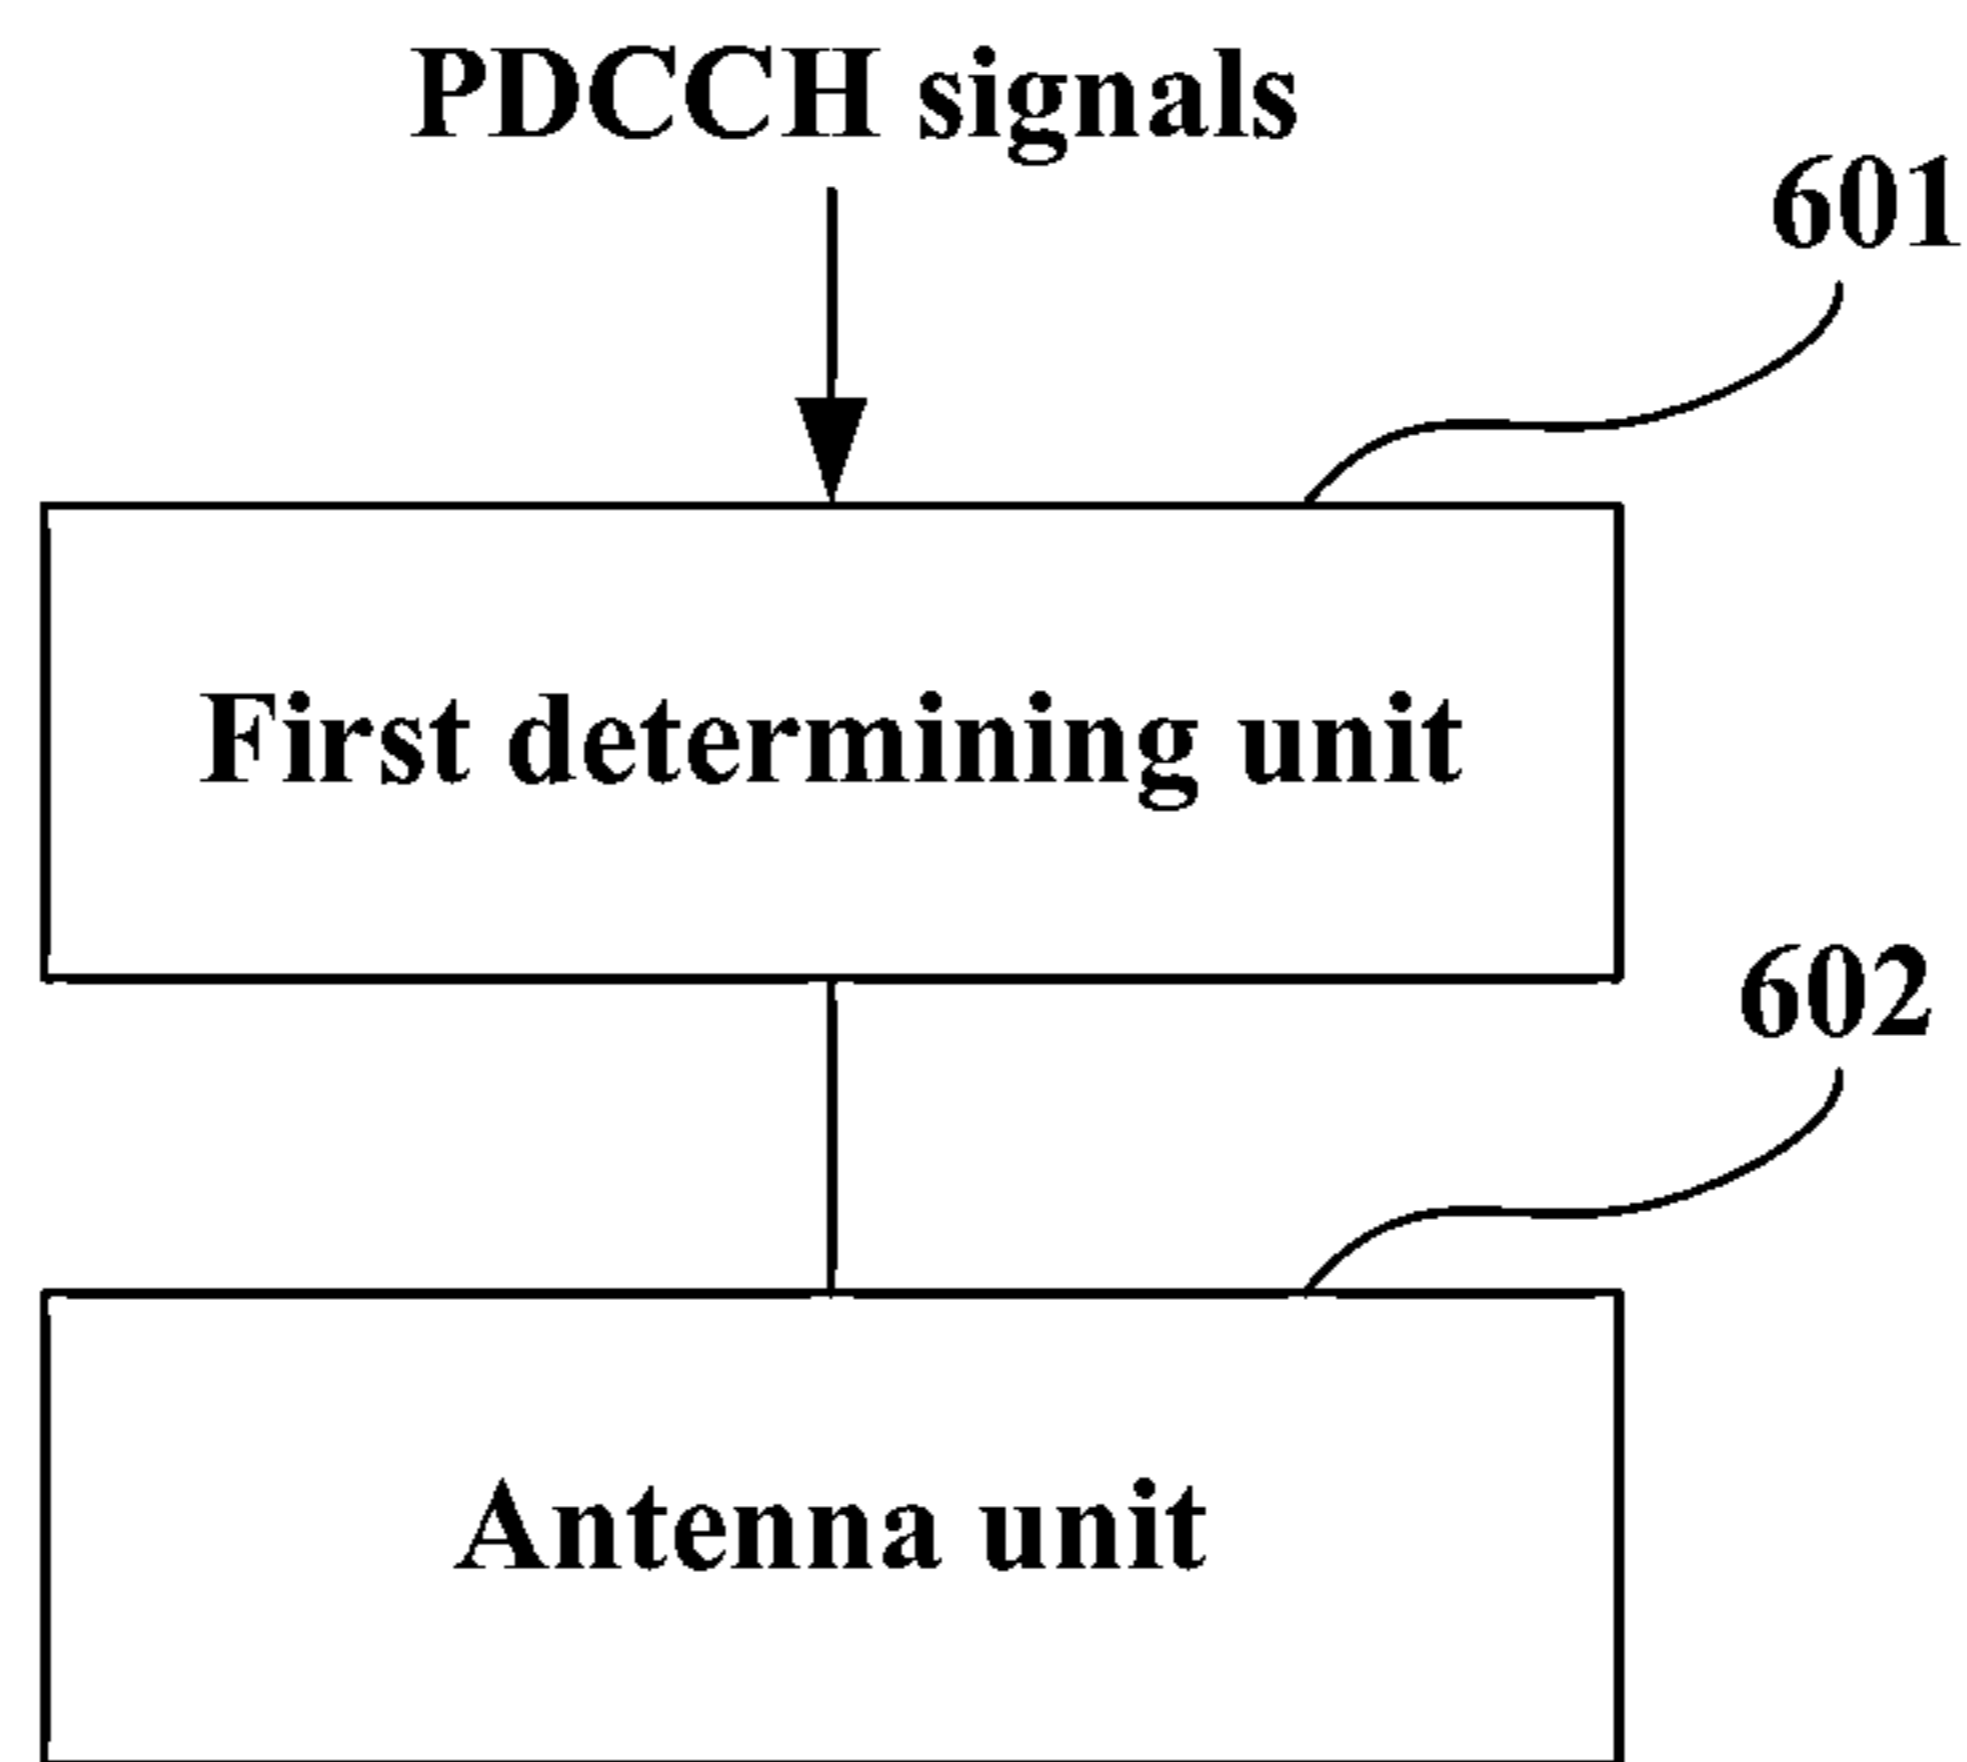 PDCCH signals
601
First determining unit
602
Antenna unit